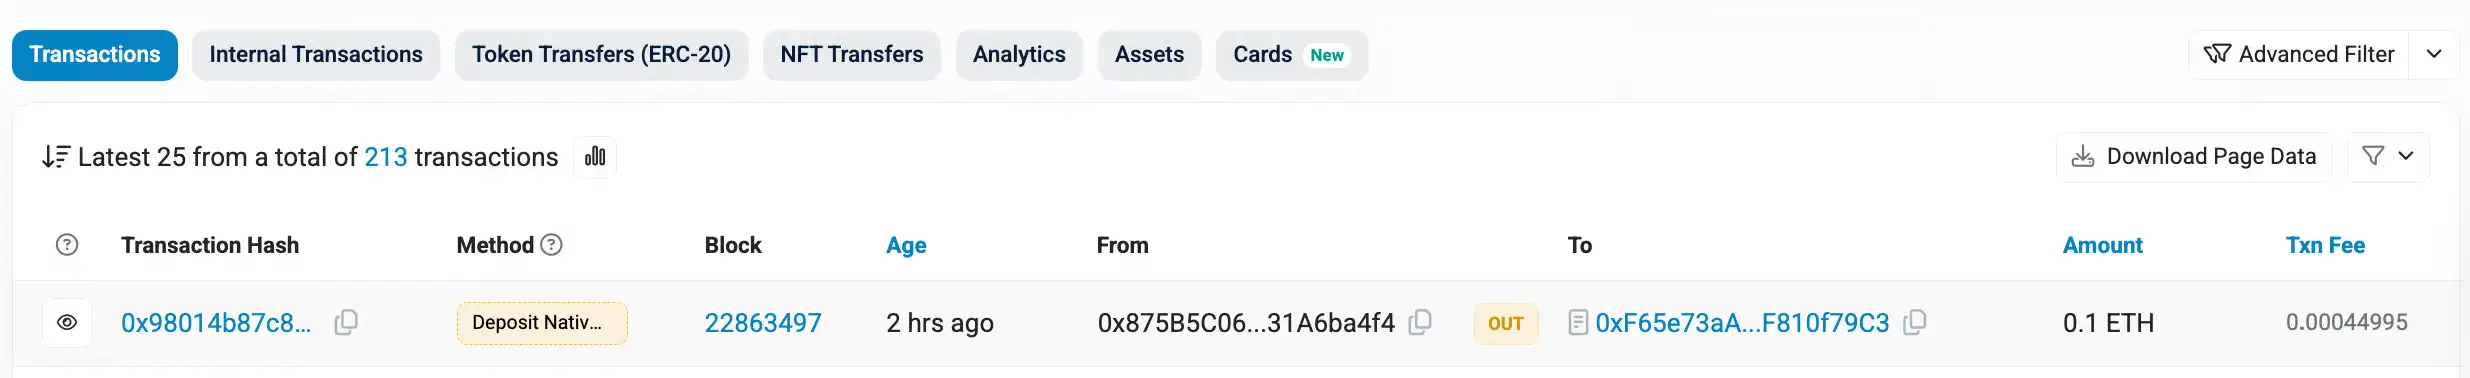 Transactions Internal Transactions Token Transfers (ERC-20) NFT Transfers Analytics Assets Cards New Advanced Filter
Latest 25 from a total of 213 transactions Download Page Data
Transaction Hash Method Block Age From To Amount Txn Fee
0x98014b87c8... Deposit Nativ... 22863497 2 hrs ago 0x875B5C06...31A6ba4f4 OUT 0xF65e73aA...F810f79C3 0.1 ETH 0.00044995